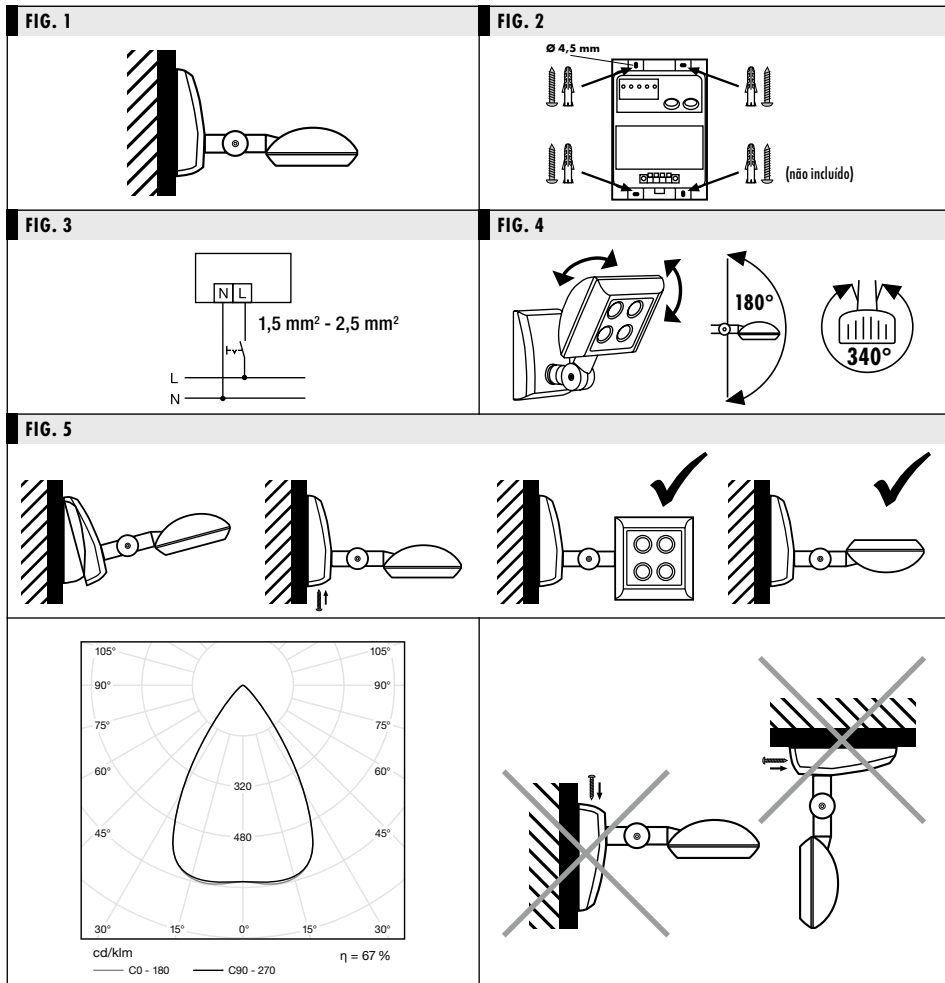 FIG. 1
FIG. 2
Ø 4,5 mm
(não incluído)
FIG. 3
N L
1,5 mm² - 2,5 mm²
L
N
FIG. 4
180°
340°
FIG. 5
105° 105°
90° 90°
75° 75°
60° 60°
320
45° 45°
480
30° 15° 0° 15° 30°
cd/klm
η = 67 %
C0 - 180 C90 - 270